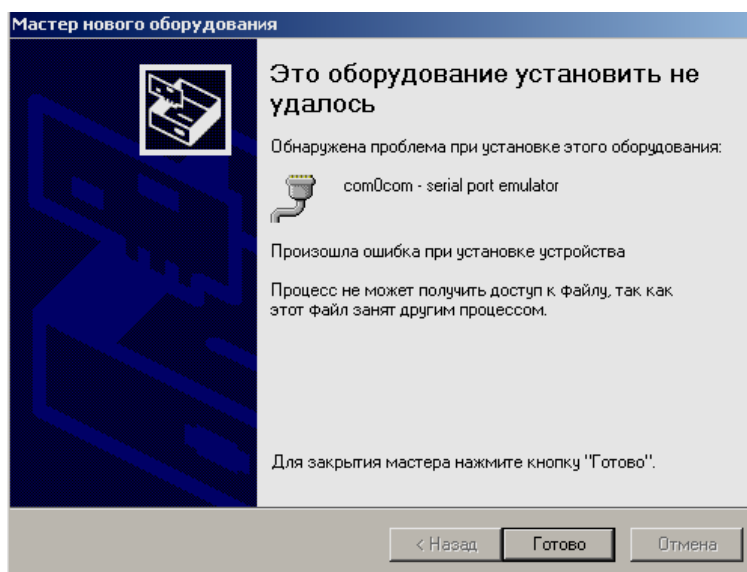 Мастер нового оборудования
Это оборудование установить не
удалось
Обнаружена проблема при установке этого оборудования:
com0com - serial port emulator
Произошла ошибка при установке устройства
Процесс не может получить доступ к файлу, так как
этот файл занят другим процессом.
Для закрытия мастера нажмите кнопку "Готово".
< Назад Готово Отмена